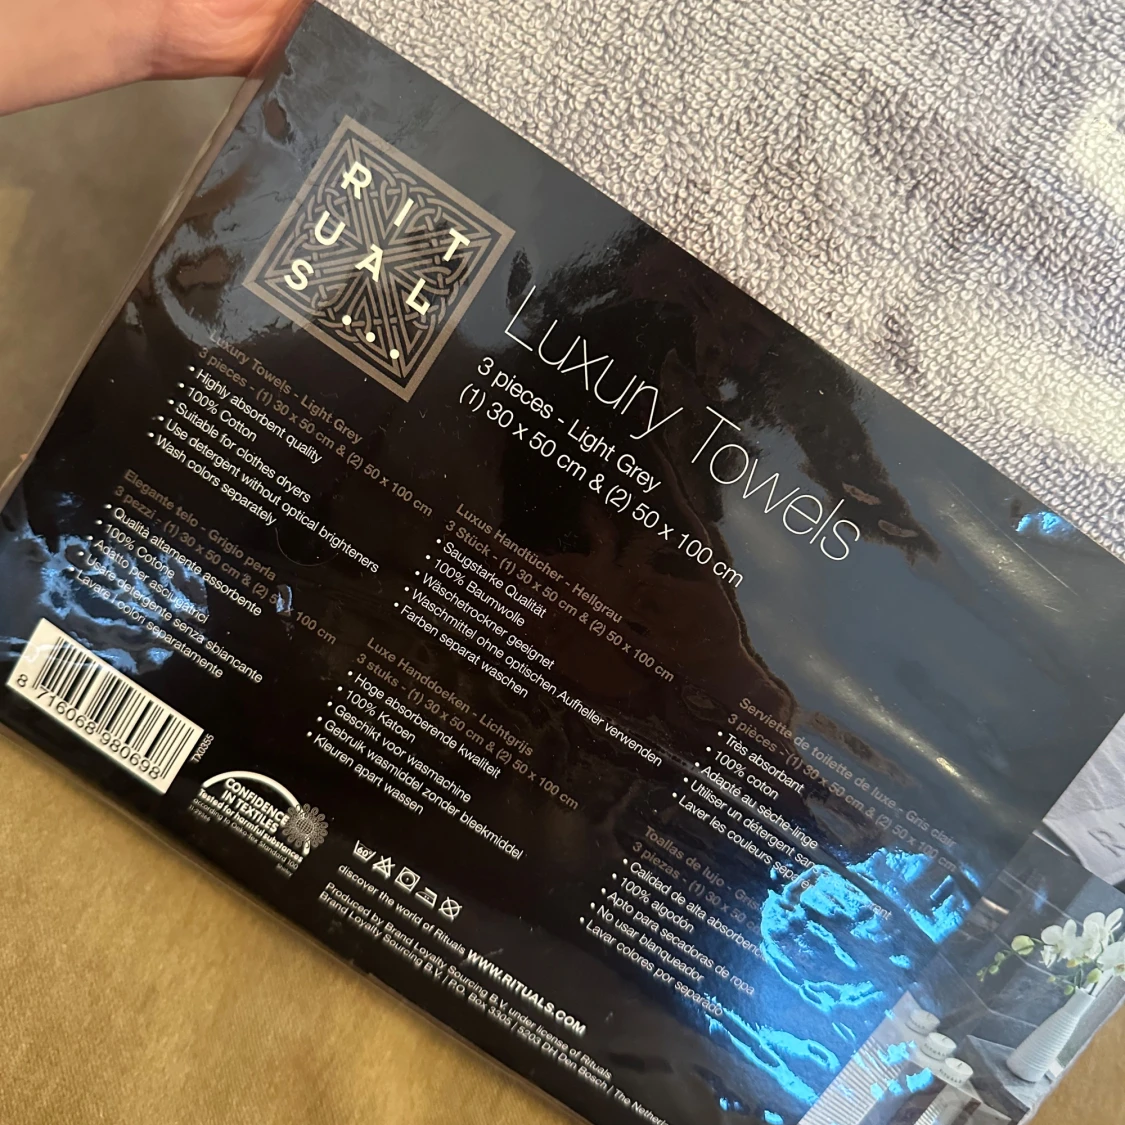 RIT
UAL
S...
Luxury Towels
3 pieces - Light Grey
(1) 30 x 50 cm & (2) 50 x 100 cm
Luxury Towels - Light Grey
3 pieces - (1) 30 x 50 cm & (2) 50 x 100 cm
• Highly absorbent quality
• 100% Cotton
• Suitable for clothes dryers
• Use detergent without optical brighteners
• Wash colors separately
Elegante telo - Grigio perla
3 pezzi - (1) 30 x 50 cm & (2) 50 x 100 cm
• Qualità altamente assorbente
• 100% Cotone
• Adatto per asciugatrici
• Usare detergente senza sbiancante
• Lavare i colori separatamente
Luxus Handtücher - Hellgrau
3 Stück - (1) 30 x 50 cm & (2) 50 x 100 cm
• Saugstarke Qualität
• 100% Baumwolle
• Wäschetrockner geeignet
• Waschmittel ohne optischen Aufheller verwenden
• Farben separat waschen
Luxe Handdoeken - Lichtgrijs
3 stuks - (1) 30 x 50 cm & (2) 50 x 100 cm
• Hoge absorberende kwaliteit
• 100% Katoen
• Geschikt voor wasmachine
• Gebruik wasmiddel zonder bleekmiddel
• Kleuren apart wassen
Serviette de toilette de luxe - Gris clair
3 pièces - (1) 30 x 50 cm & (2) 50 x 100 cm
• Très absorbant
• 100% coton
• Adapté au sèche-linge
• Utiliser un détergent sans
• Laver les couleurs
Toallas de lujo - Gris
3 piezas - (1) 30 x 50
• Calidad de alta
• 100% algodón
• Apto para secadoras de ropa
• No usar blanqueador
• Lavar colores por separado
8 716068 980698
TX0335
CONFIDENCE
IN TEXTILES
Tested for harmful substances
according to Oeko-Tex Standard 100
discover the world of Rituals WWW.RITUALS.COM
Produced by Brand Loyalty Sourcing B.V. under license of Rituals
Brand Loyalty Sourcing B.V. | P.O. Box 3305 | 5203 DH Den Bosch | The